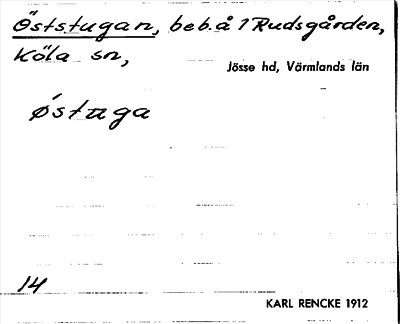 Öststugan, beb. å 1 Rudsgården,
Köla sn,
Jösse hd, Värmlands län
østuga
14
KARL RENCKE 1912